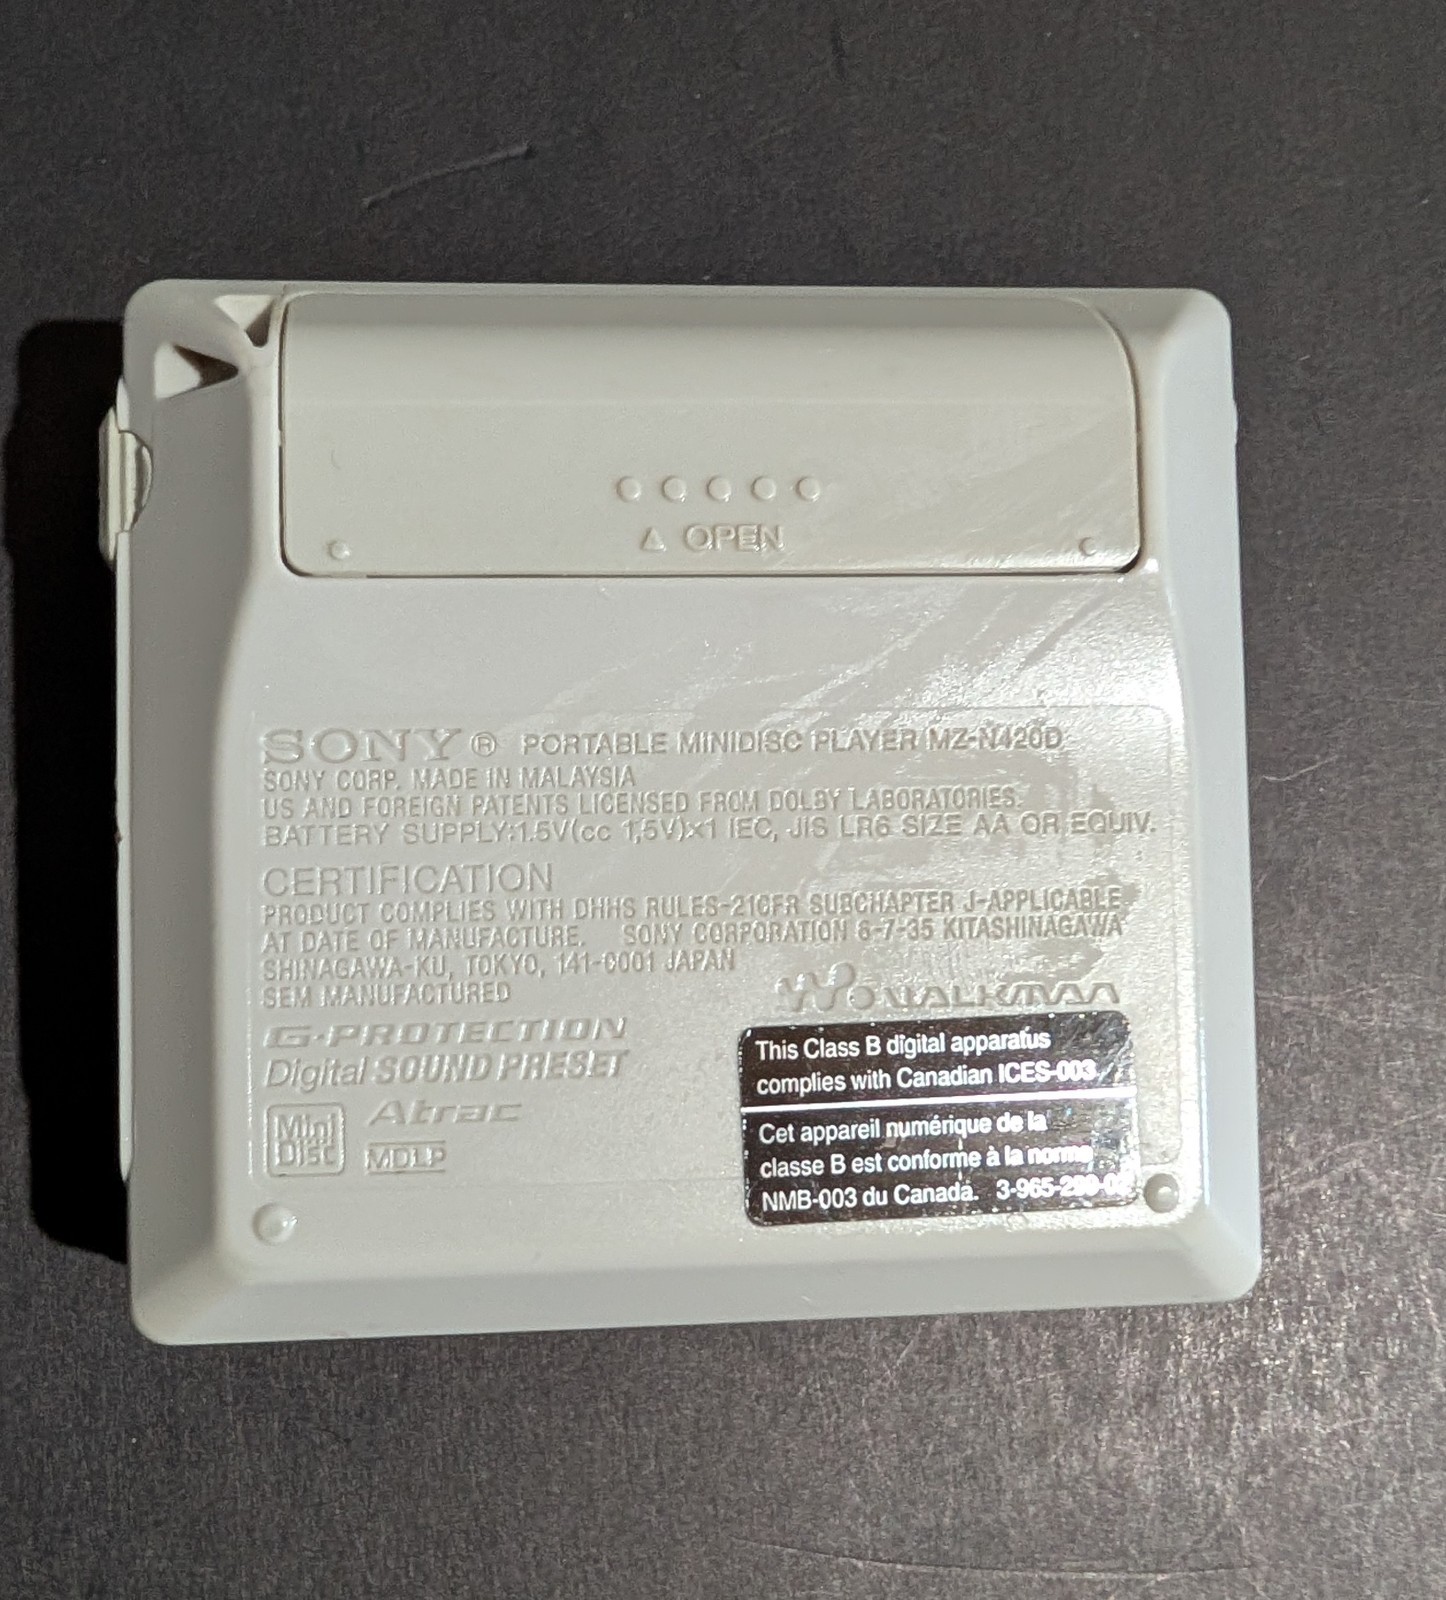 △ OPEN
SONY® PORTABLE MINIDISC PLAYER MZ-N420D
SONY CORP. MADE IN MALAYSIA
US AND FOREIGN PATENTS LICENSED FROM DOLBY LABORATORIES.
BATTERY SUPPLY:1.5V(cc 1,5V)x1 IEC, JIS LR6 SIZE AA OR EQUIV.
CERTIFICATION
PRODUCT COMPLIES WITH DHHS RULES-21CFR SUBCHAPTER J-APPLICABLE
AT DATE OF MANUFACTURE. SONY CORPORATION 6-7-35 KITASHINAGAWA
SHINAGAWA-KU, TOKYO, 141-0001 JAPAN
SEM MANUFACTURED
WALKMAN
G-PROTECTION
Digital SOUND PRESET
Mini
Disc
Atrac
MDLP
This Class B digital apparatus
complies with Canadian ICES-003.
Cet appareil numérique de la
classe B est conforme à la norme
NMB-003 du Canada.